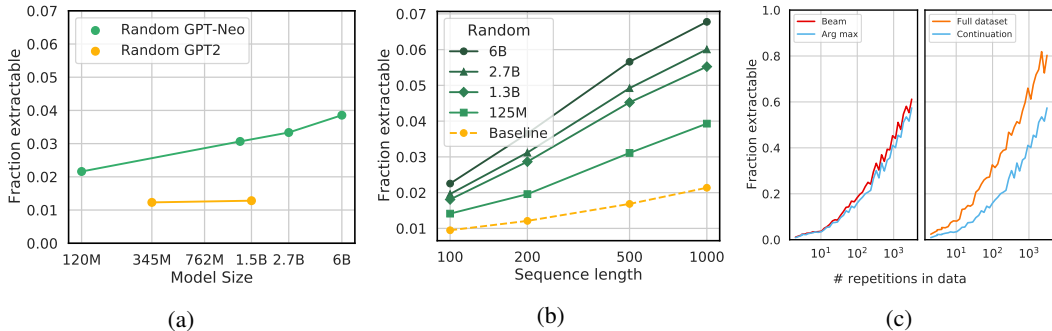 (a)
0.07
0.06
0.05
0.04
0.03
0.02
0.01
0.00
Fraction extractable
Random GPT-Neo
Random GPT2
120M 345M 762M 1.5B 2.7B 6B
Model Size
(a)
(b)
0.07
0.06
0.05
0.04
0.03
0.02
0.01
Fraction extractable
Random
6B
2.7B
1.3B
125M
Baseline
100 200 500 1000
Sequence length
(b)
(c)
1.0
0.8
0.6
0.4
0.2
0.0
Fraction extractable
Beam
Arg max
Full dataset
Continuation
10¹ 10² 10³ 10¹ 10² 10³
# repetitions in data
(c)